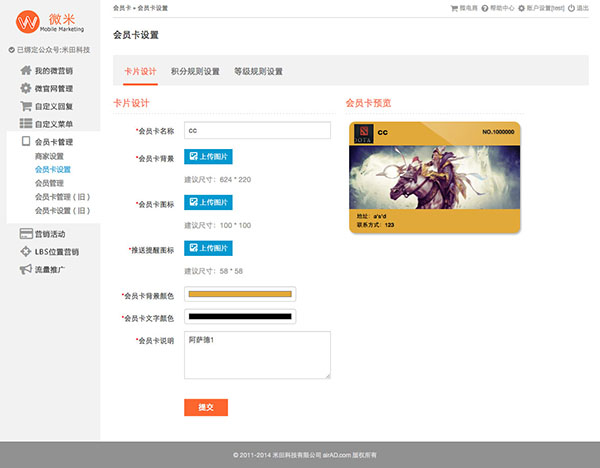 微米
Mobile Marketing
已绑定公众号:米田科技
我的微营销
微官网管理
自定义回复
自定义菜单
会员卡管理
商家设置
会员卡设置
会员管理
会员卡管理（旧）
会员卡设置（旧）
营销活动
LBS位置营销
流量推广
会员卡 » 会员卡设置
微电商 帮助中心 账户设置[test] 退出
会员卡设置
卡片设计 积分规则设置 等级规则设置
卡片设计
*会员卡名称 cc
*会员卡背景 上传图片
建议尺寸：624 * 220
*会员卡图标 上传图片
建议尺寸：100 * 100
*推送提醒图标 上传图片
建议尺寸：58 * 58
*会员卡背景颜色
*会员卡文字颜色
*会员卡说明 阿萨德1
提交
会员卡预览
DOTA cc NO.1000000
地址：a's'd
联系方式：123
© 2011-2014 米田科技有限公司 airAD.com 版权所有